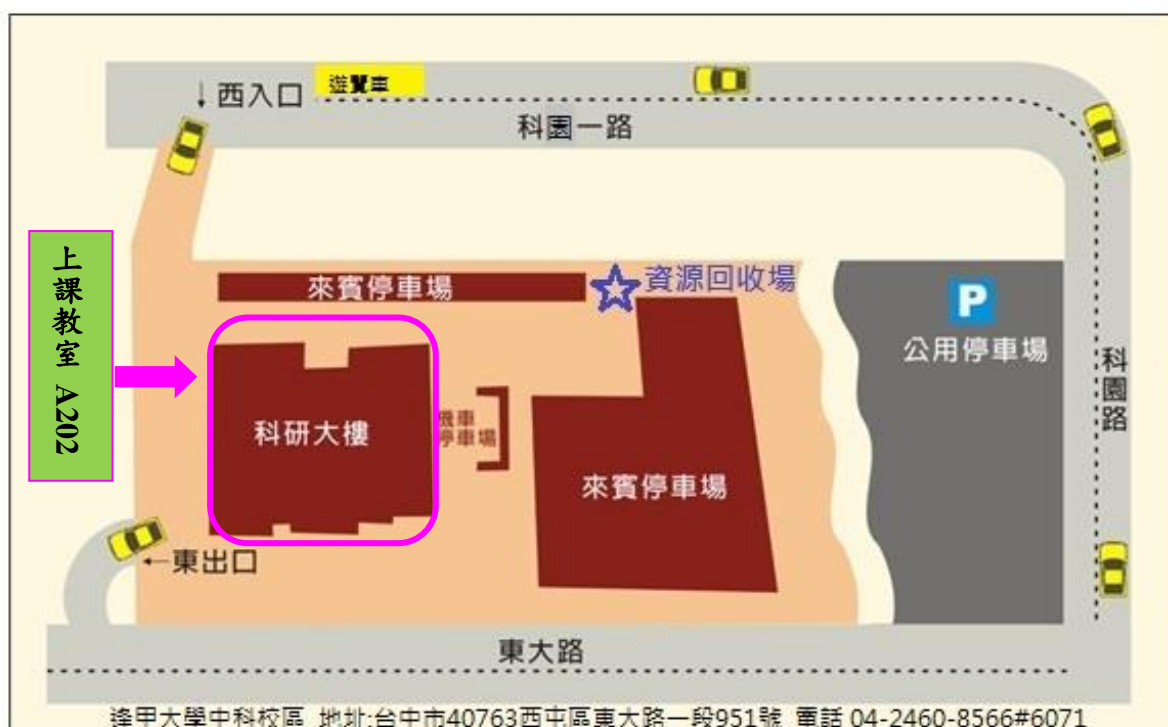 ↓西入口
遊覽車
科園一路
上課教室 A202
來賓停車場
資源回收場
P
公用停車場
科園路
科研大樓
機車
停車場
來賓停車場
←東出口
東大路
逢甲大學中科校區 地址:台中市40763西屯區東大路一段951號 電話 04-2460-8566#6071